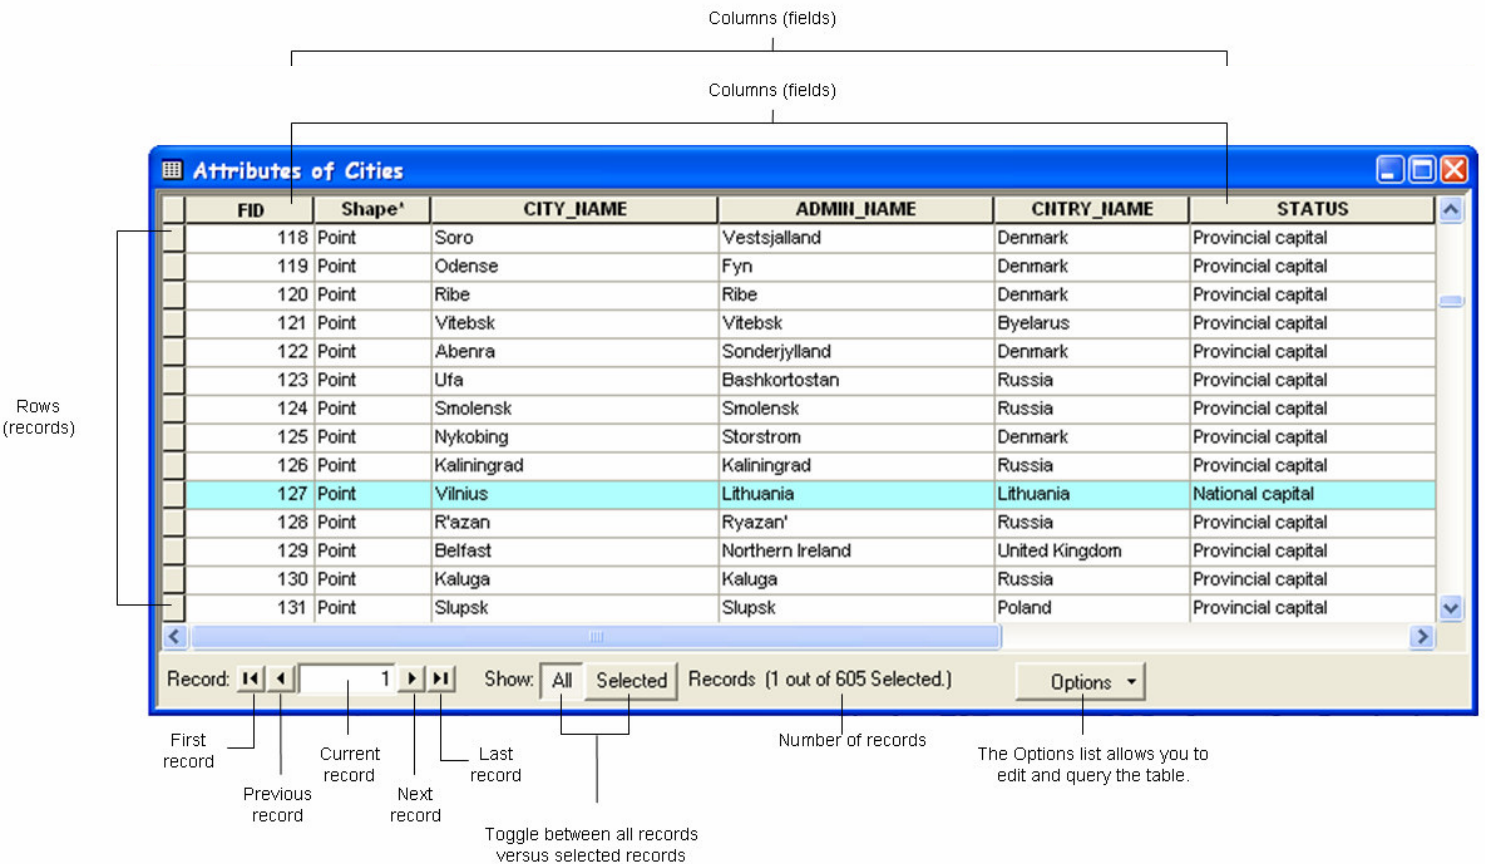 Columns (fields)
Columns (fields)
Attributes of Cities
FID Shape* CITY_NAME ADMIN_NAME CNTRY_NAME STATUS
118 Point Soro Vestsjalland Denmark Provincial capital
119 Point Odense Fyn Denmark Provincial capital
120 Point Ribe Ribe Denmark Provincial capital
121 Point Vitebsk Vitebsk Byelarus Provincial capital
122 Point Abenra Sonderjylland Denmark Provincial capital
123 Point Ufa Bashkortostan Russia Provincial capital
124 Point Smolensk Smolensk Russia Provincial capital
125 Point Nykobing Storstrom Denmark Provincial capital
126 Point Kaliningrad Kaliningrad Russia Provincial capital
127 Point Vilnius Lithuania Lithuania National capital
128 Point R'azan Ryazan' Russia Provincial capital
129 Point Belfast Northern Ireland United Kingdom Provincial capital
130 Point Kaluga Kaluga Russia Provincial capital
131 Point Slupsk Slupsk Poland Provincial capital
Rows
(records)
Record: 1 Show: All Selected Records (1 out of 605 Selected.) Options
First
record
Previous
record
Current
record
Next
record
Last
record
Toggle between all records
versus selected records
Number of records
The Options list allows you to
edit and query the table.